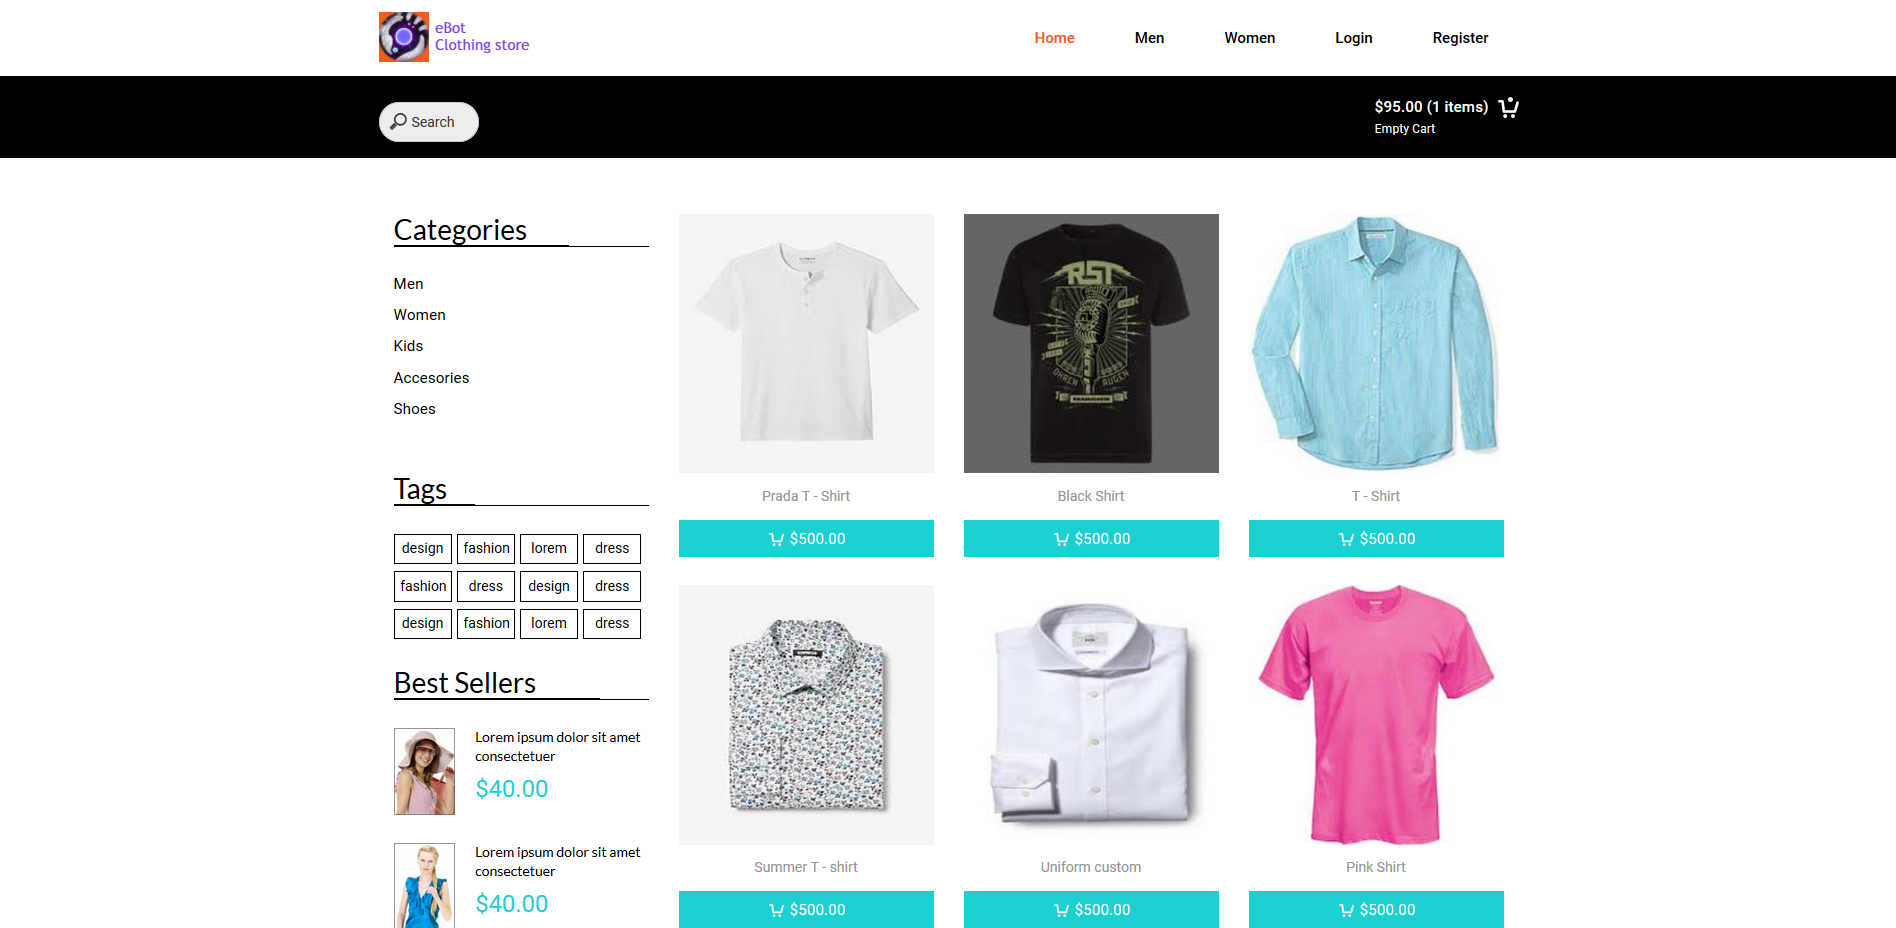 eBot
Clothing store
Home
Men
Women
Login
Register
Search
$95.00 (1 items)
Empty Cart
Categories
Men
Women
Kids
Accesories
Shoes
Tags
design fashion lorem dress
fashion dress design dress
design fashion lorem dress
Best Sellers
Lorem ipsum dolor sit amet
consectetuer
$40.00
Lorem ipsum dolor sit amet
consectetuer
$40.00
RST
RADIO
OHREN AUGEN
Prada T - Shirt
$500.00
Black Shirt
$500.00
T - Shirt
$500.00
Summer T - shirt
$500.00
Uniform custom
$500.00
Pink Shirt
$500.00